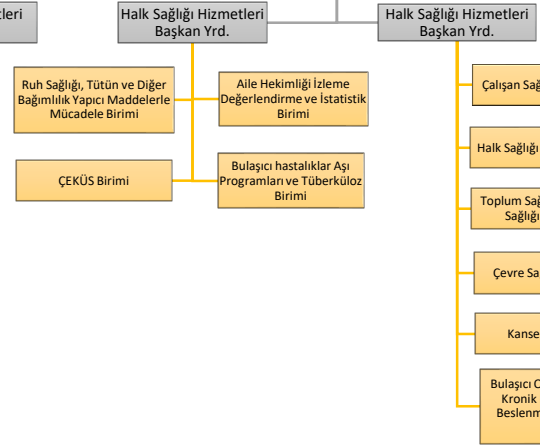 leri
Halk Sağlığı Hizmetleri
Başkan Yrd.
Halk Sağlığı Hizmetleri
Başkan Yrd.
Ruh Sağlığı, Tütün ve Diğer
Bağımlılık Yapıcı Maddelerle
Mücadele Birimi
Aile Hekimliği İzleme
Değerlendirme ve İstatistik
Birimi
ÇEKÜS Birimi
Bulaşıcı hastalıklar Aşı
Programları ve Tüberküloz
Birimi
Çalışan Sağ
Halk Sağlığı
Toplum Sağ
Sağlığı
Çevre Sa
Kanse
Bulaşıcı O
Kronik
Beslenm